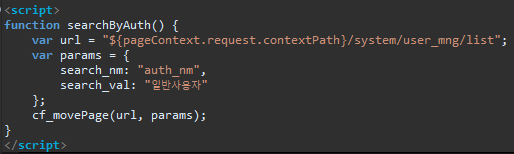 <script>
function searchByAuth() {
    var url = "${pageContext.request.contextPath}/system/user_mng/list";
    var params = {
        search_nm: "auth_nm",
        search_val: "일반사용자"
    };
    cf_movePage(url, params);
}
</script>